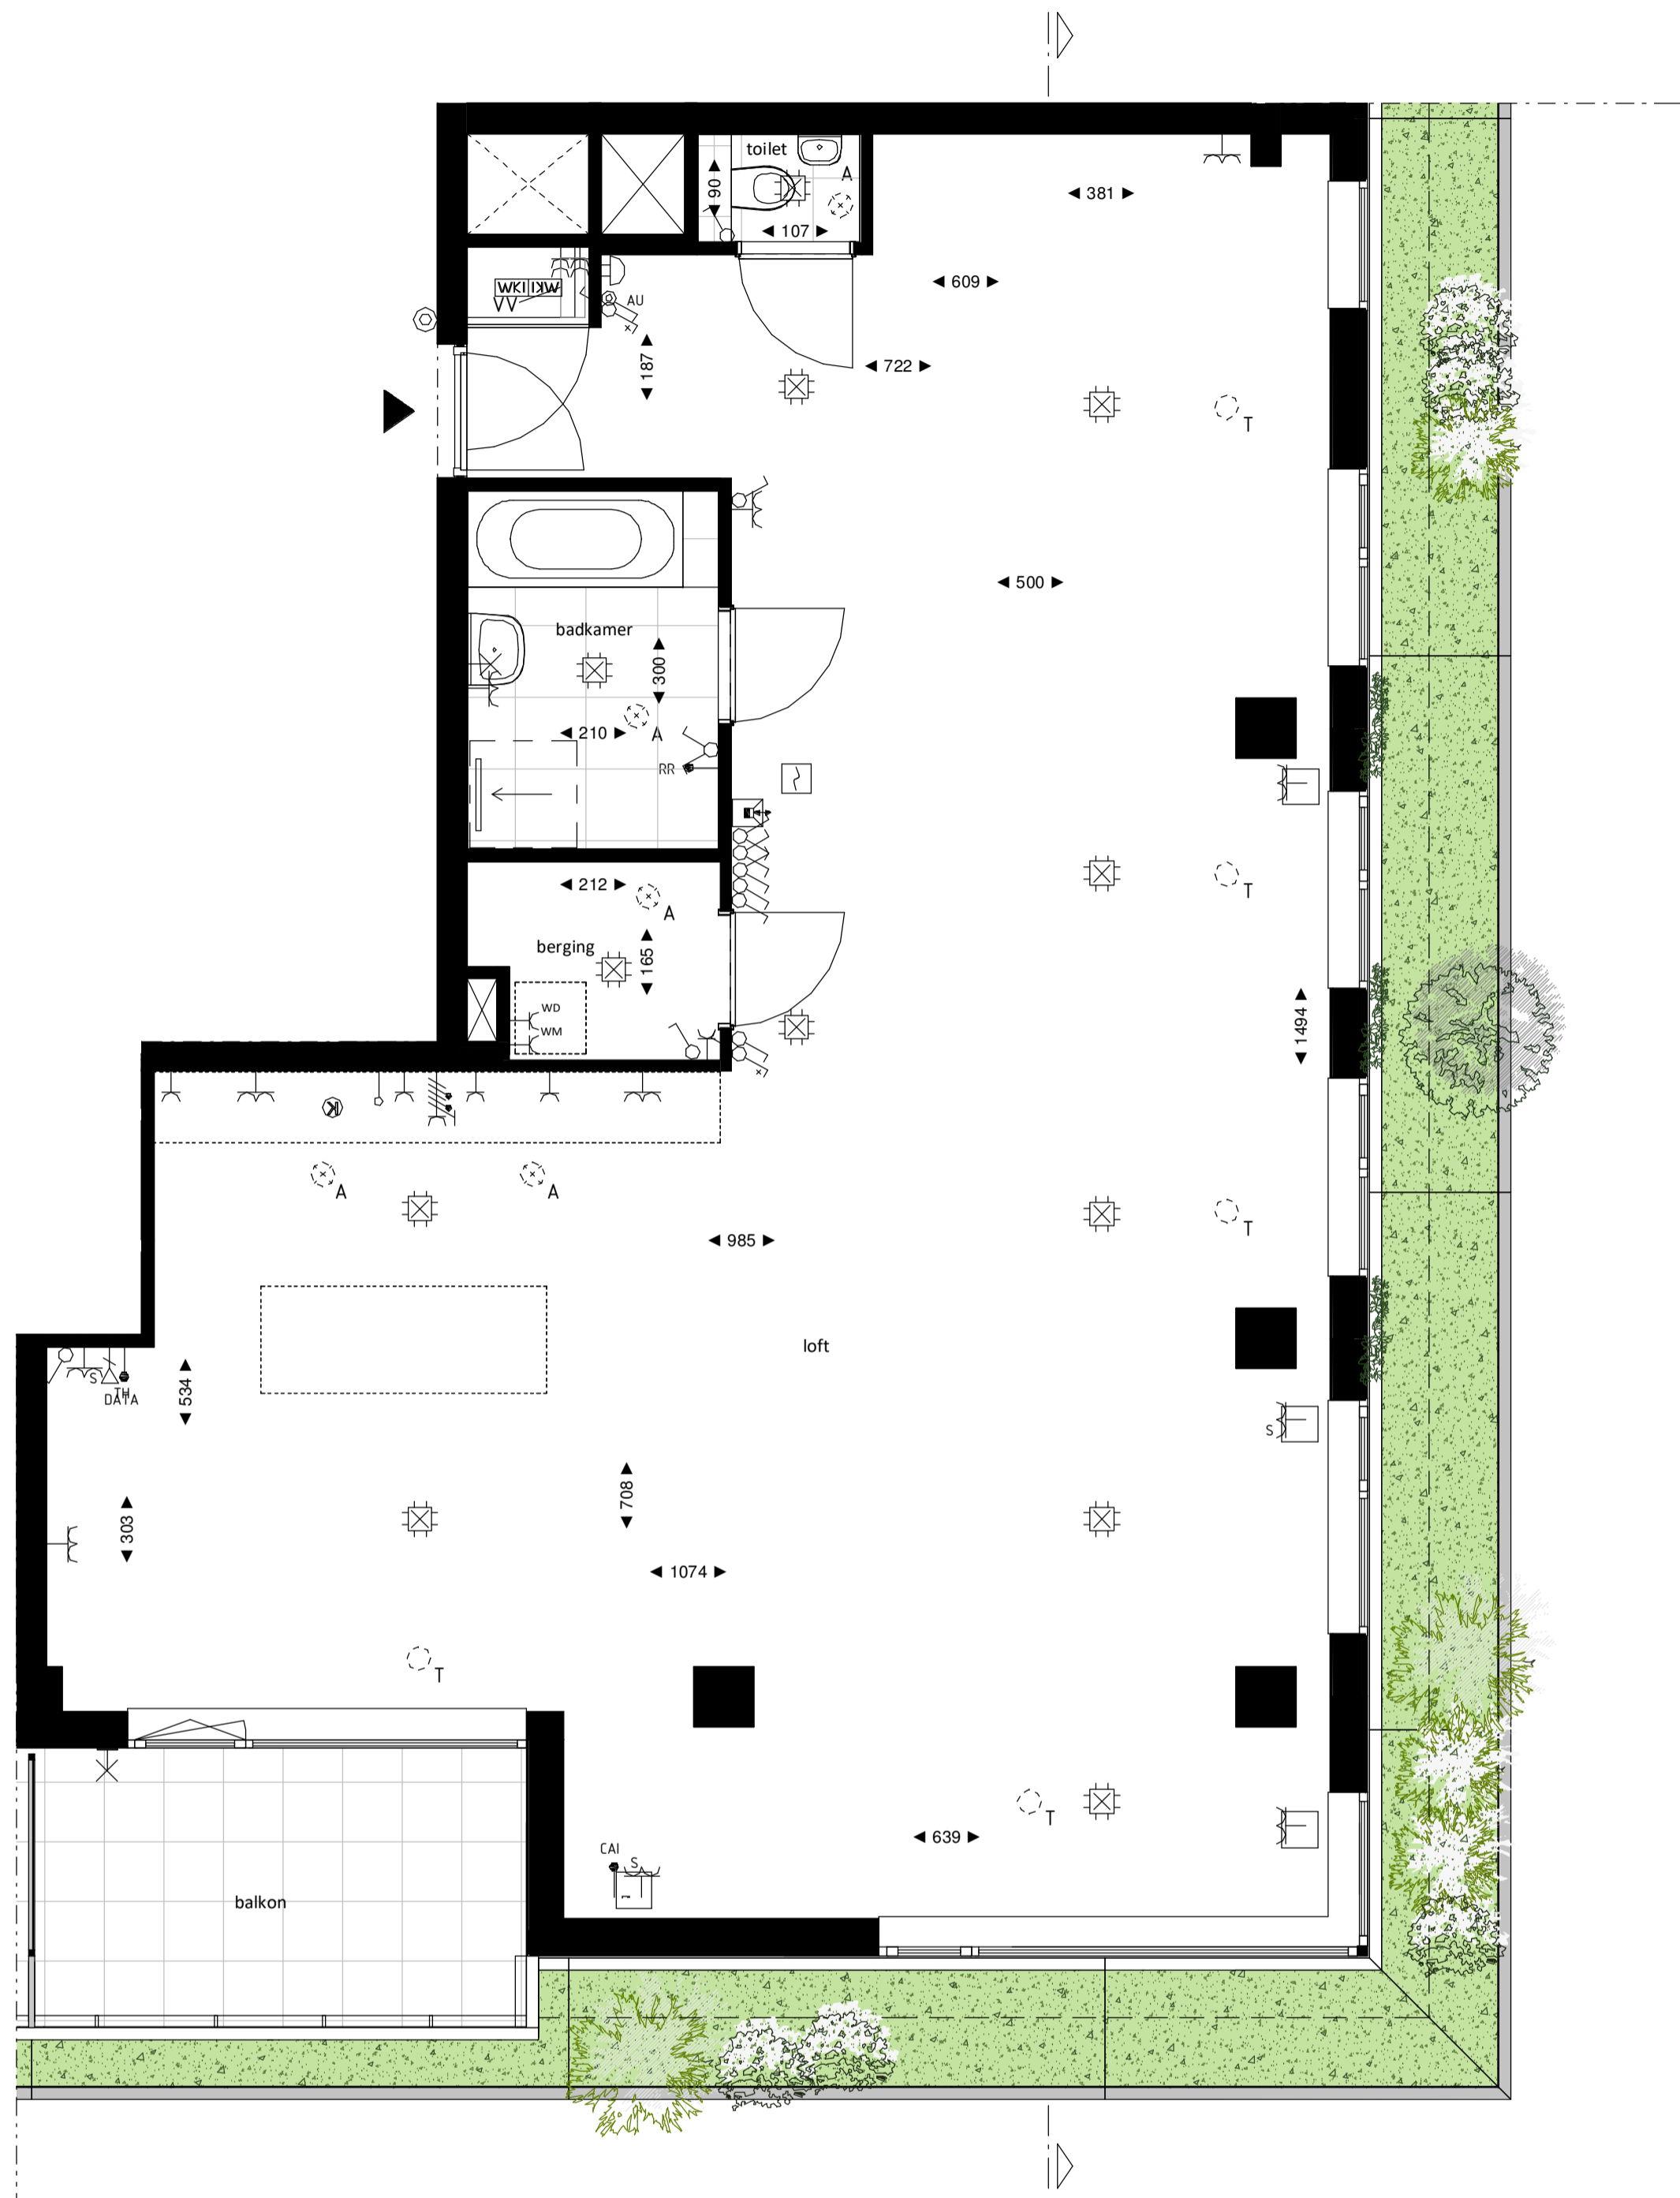 toilet
A
90
381
107
609
WKI
WKI
VV
AU
187
722
T
500
badkamer
300
210
A
RR
T
212
A
berging
165
WD
WM
1494
K
A
A
T
985
loft
534
S
TH
DATA
S
708
303
1074
T
T
639
CAI
S
balkon